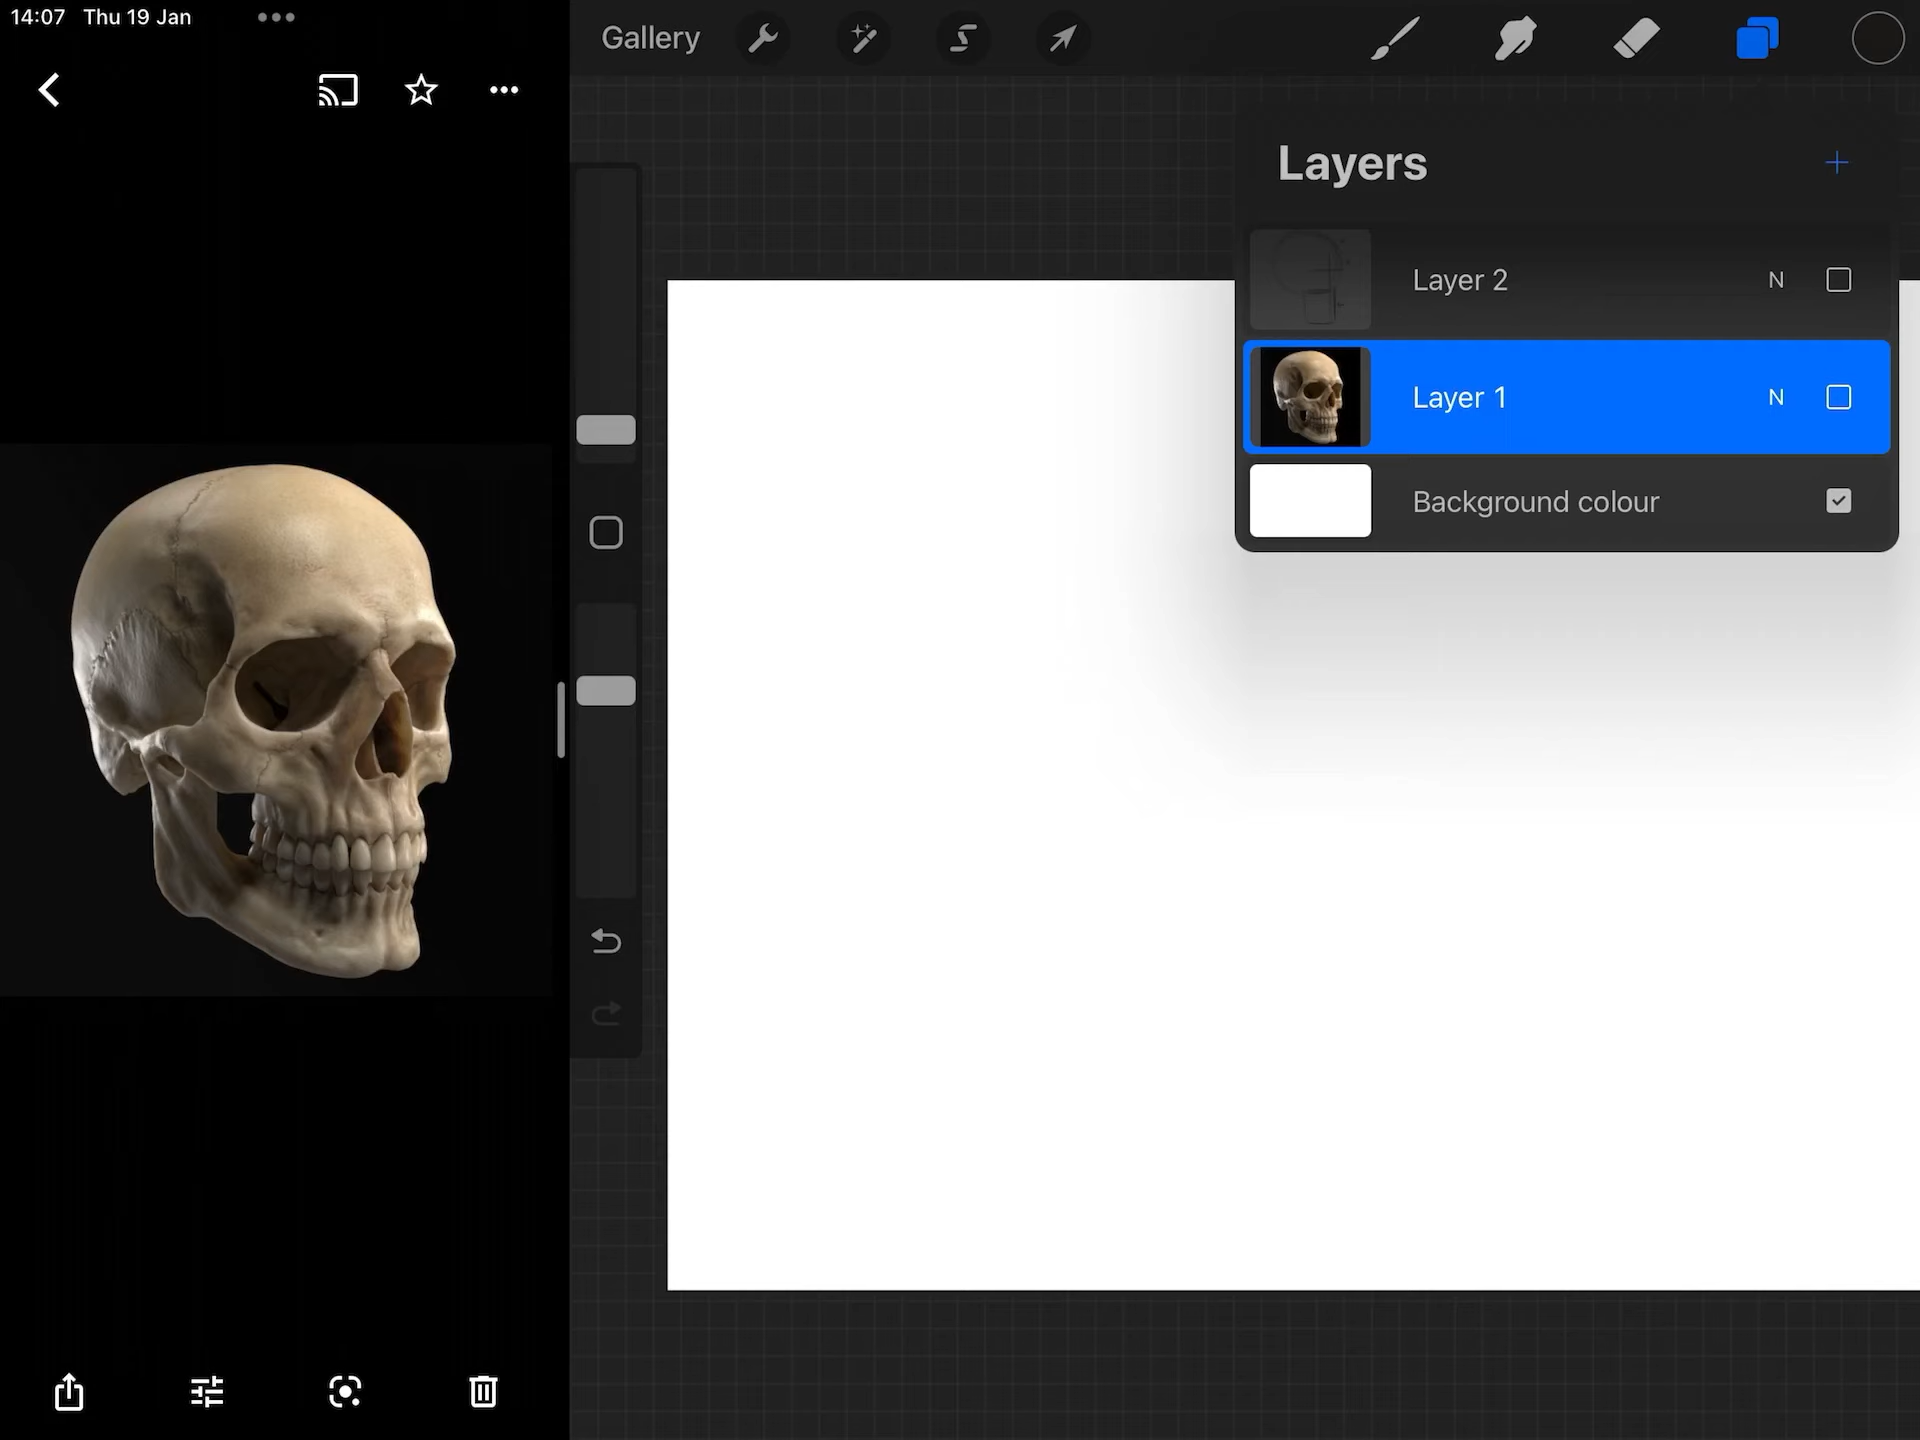 14:07 Thu 19 Jan
Gallery
Layers
Layer 2 N
Layer 1 N
Background colour